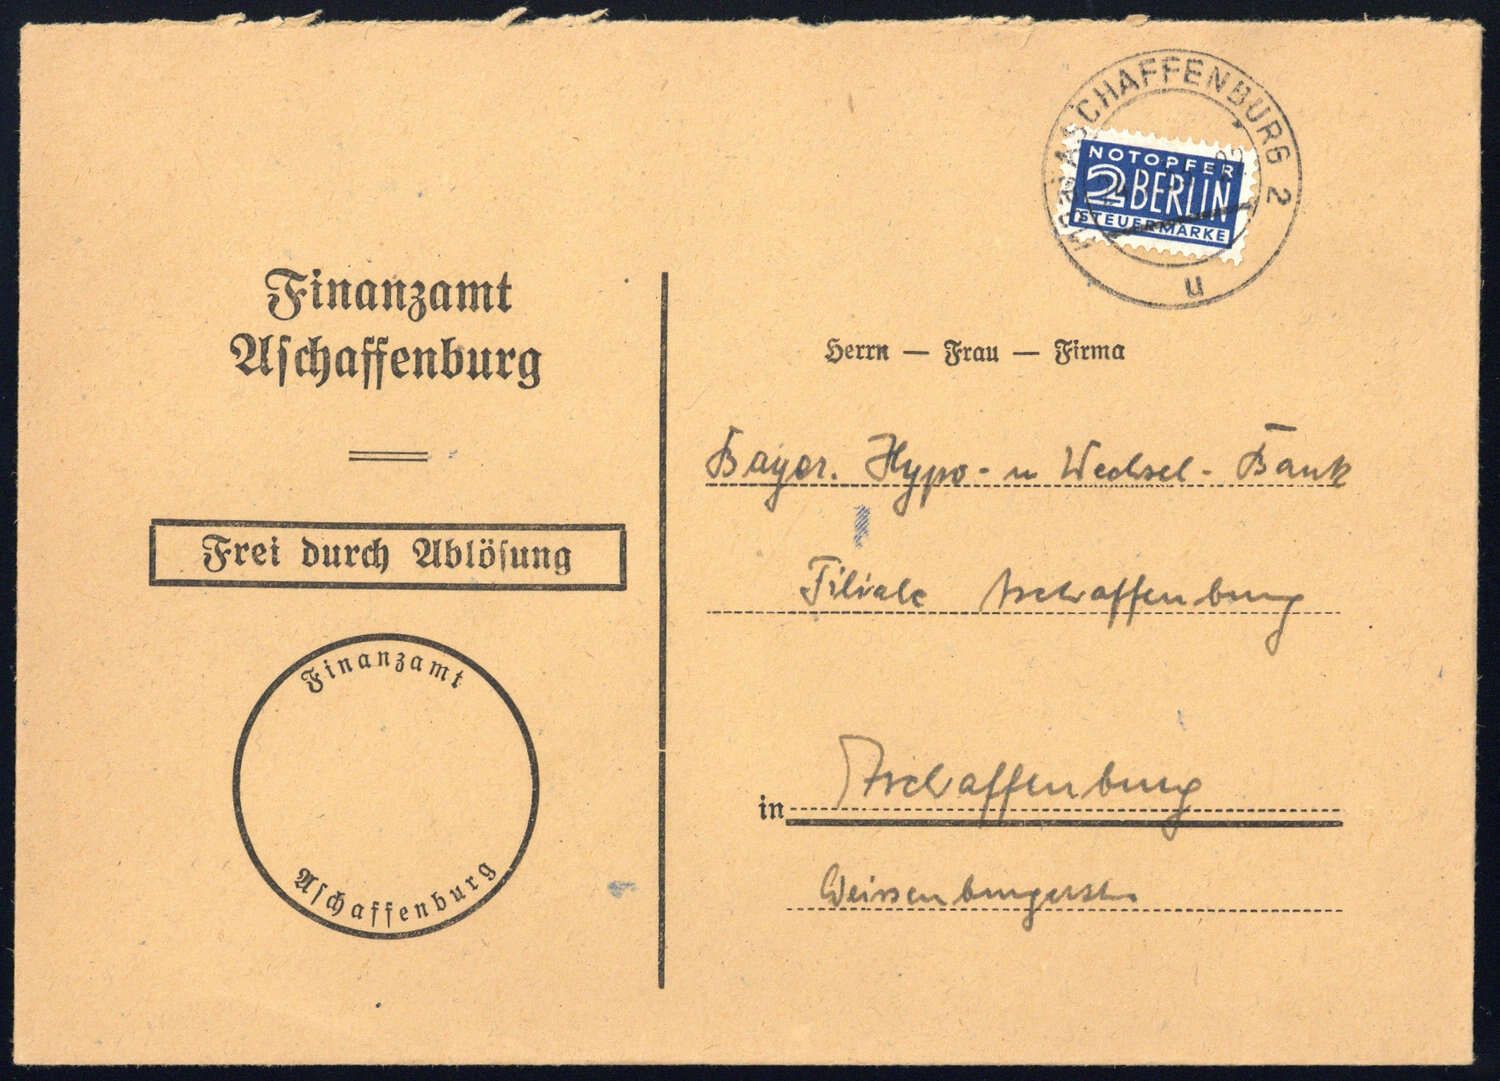 Finanzamt
Aschaffenburg
Frei durch Ablösung
Finanzamt
Aschaffenburg
ASCHAFFENBURG 2
u
NOTOPFER
2 BERLIN
STEUERMARKE
Herrn — Frau — Firma
Bayer. Hypo- u Wechsel-Bank
Filiale Aschaffenburg
in Aschaffenburg
Weissenburgerstr.